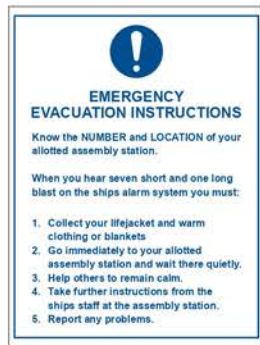 EMERGENCY
EVACUATION INSTRUCTIONS
Know the NUMBER and LOCATION of your
allotted assembly station.
When you hear seven short and one long
blast on the ships alarm system you must:
1. Collect your lifejacket and warm
clothing or blankets
2. Go immediately to your allotted
assembly station and wait there quietly.
3. Help others to remain calm.
4. Take further instructions from the
ships staff at the assembly station.
5. Report any problems.